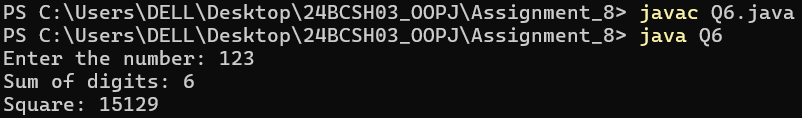 PS C:\Users\DELL\Desktop\24BCSH03_OOPJ\Assignment_8> javac Q6.java
PS C:\Users\DELL\Desktop\24BCSH03_OOPJ\Assignment_8> java Q6
Enter the number: 123
Sum of digits: 6
Square: 15129